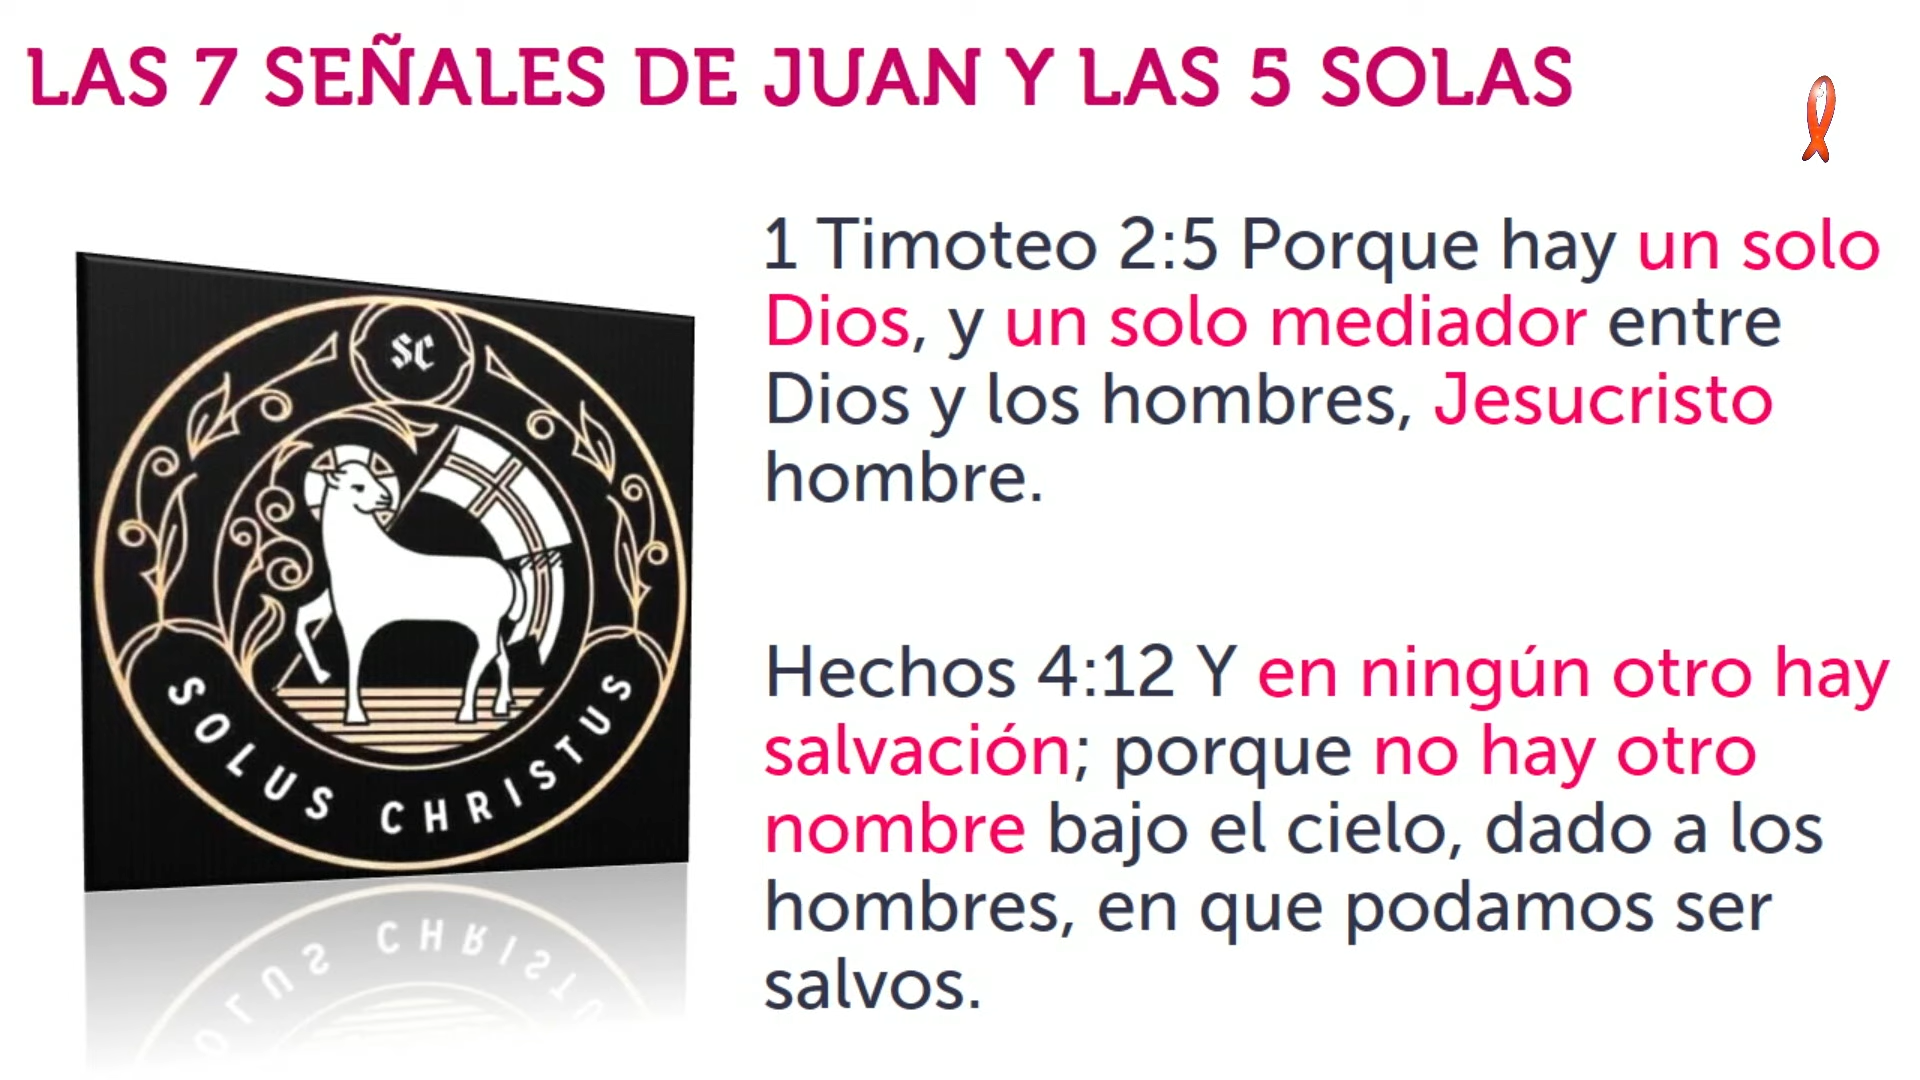 LAS 7 SEÑALES DE JUAN Y LAS 5 SOLAS
SC
SOLUS CHRISTUS
1 Timoteo 2:5 Porque hay un solo
Dios, y un solo mediador entre
Dios y los hombres, Jesucristo
hombre.
Hechos 4:12 Y en ningún otro hay
salvación; porque no hay otro
nombre bajo el cielo, dado a los
hombres, en que podamos ser
salvos.